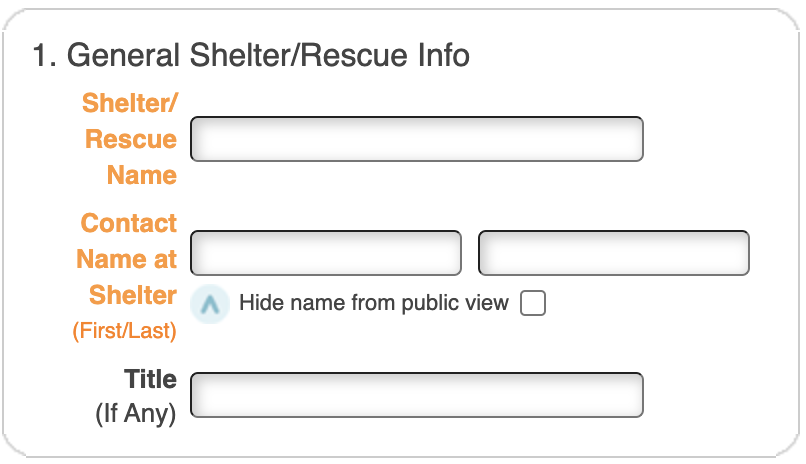 1. General Shelter/Rescue Info
Shelter/
Rescue
Name
Contact
Name at
Shelter
(First/Last)
Hide name from public view
Title
(If Any)